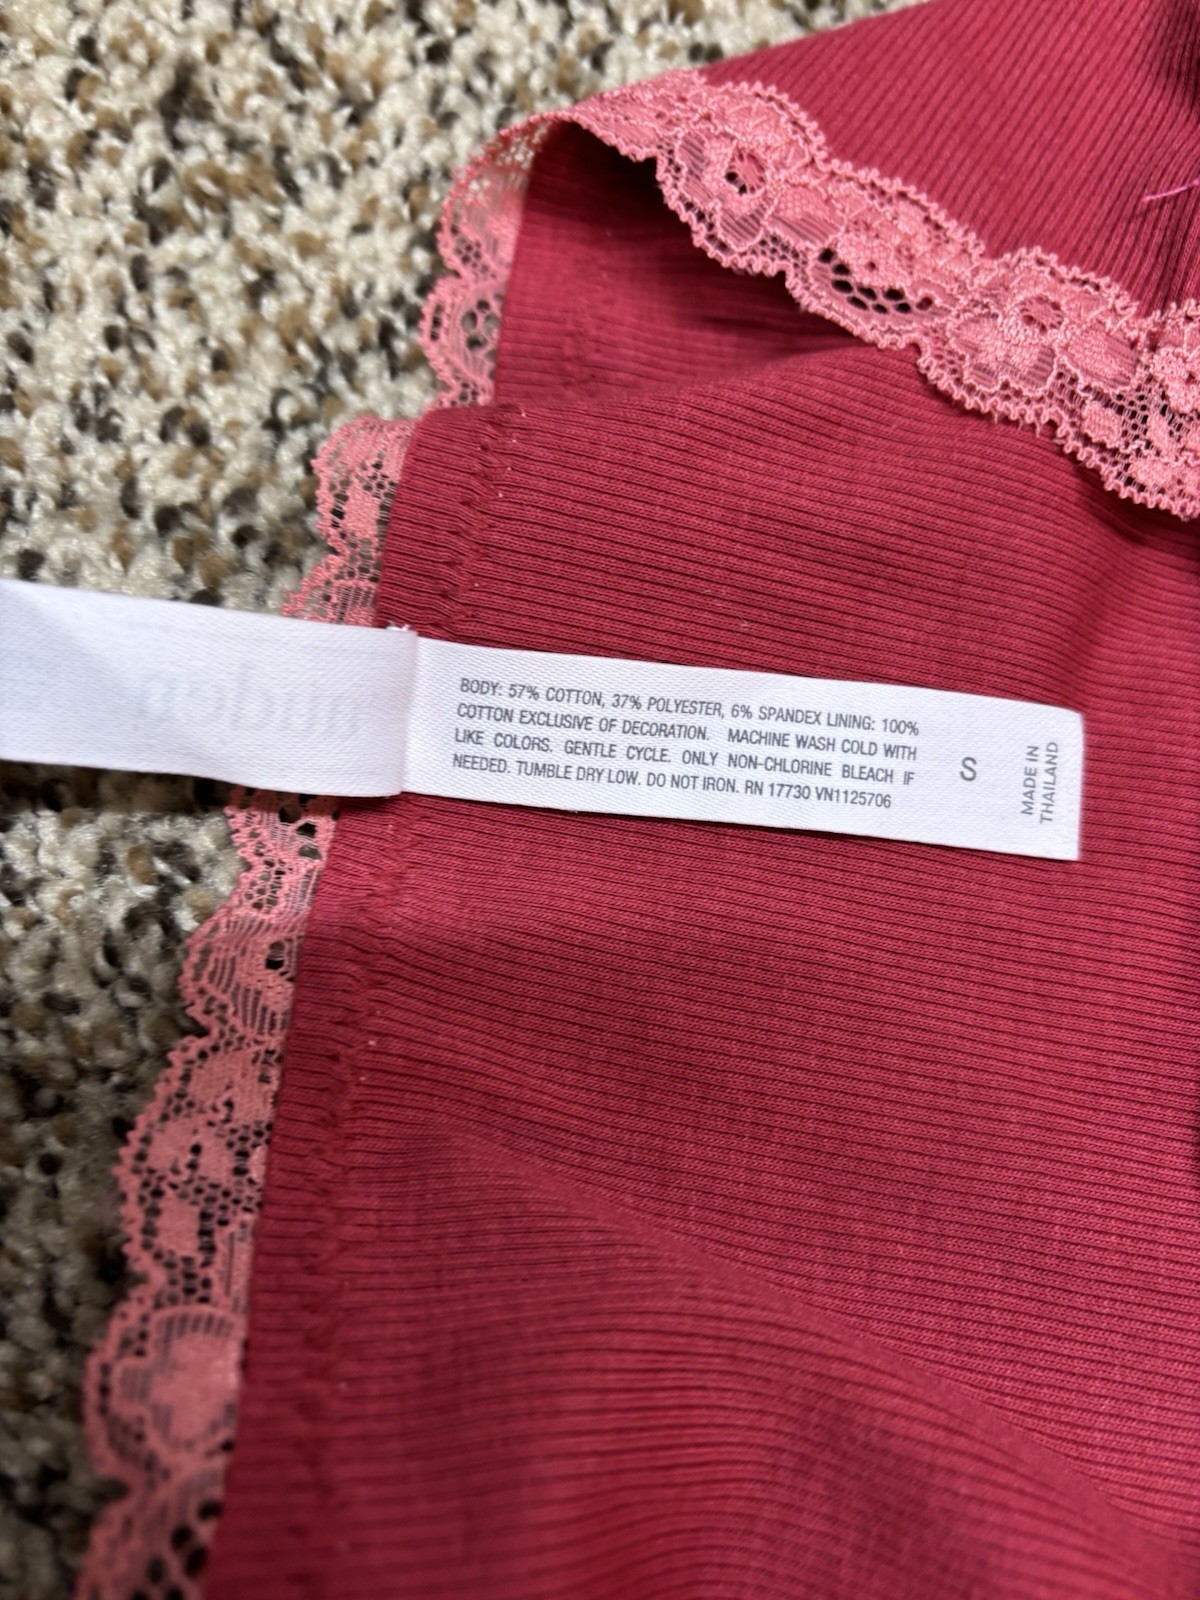 BODY: 57% COTTON, 37% POLYESTER, 6% SPANDEX LINING: 100%
COTTON EXCLUSIVE OF DECORATION. MACHINE WASH COLD WITH
LIKE COLORS. GENTLE CYCLE. ONLY NON-CHLORINE BLEACH IF
NEEDED. TUMBLE DRY LOW. DO NOT IRON. RN 17730 VN1125706
S
MADE IN
THAILAND